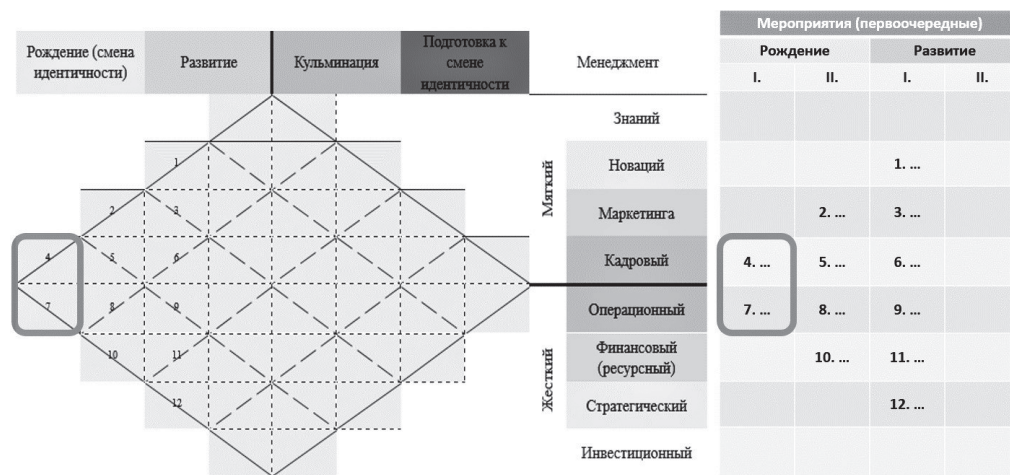 Мероприятия (первоочередные)
Рождение (смена
идентичности)
Развитие
Кульминация
Подготовка к
смене
идентичности
Менеджмент
Рождение
Развитие
I.
II.
I.
II.
Знаний
Мягкий
1
Новаций
1. ...
2
3
Маркетинга
2. ...
3. ...
4
5
6
Кадровый
4. ...
5. ...
6. ...
7
8
9
Операционный
7. ...
8. ...
9. ...
Жесткий
10
11
Финансовый
(ресурсный)
10. ...
11. ...
12
Стратегический
12. ...
Инвестиционный